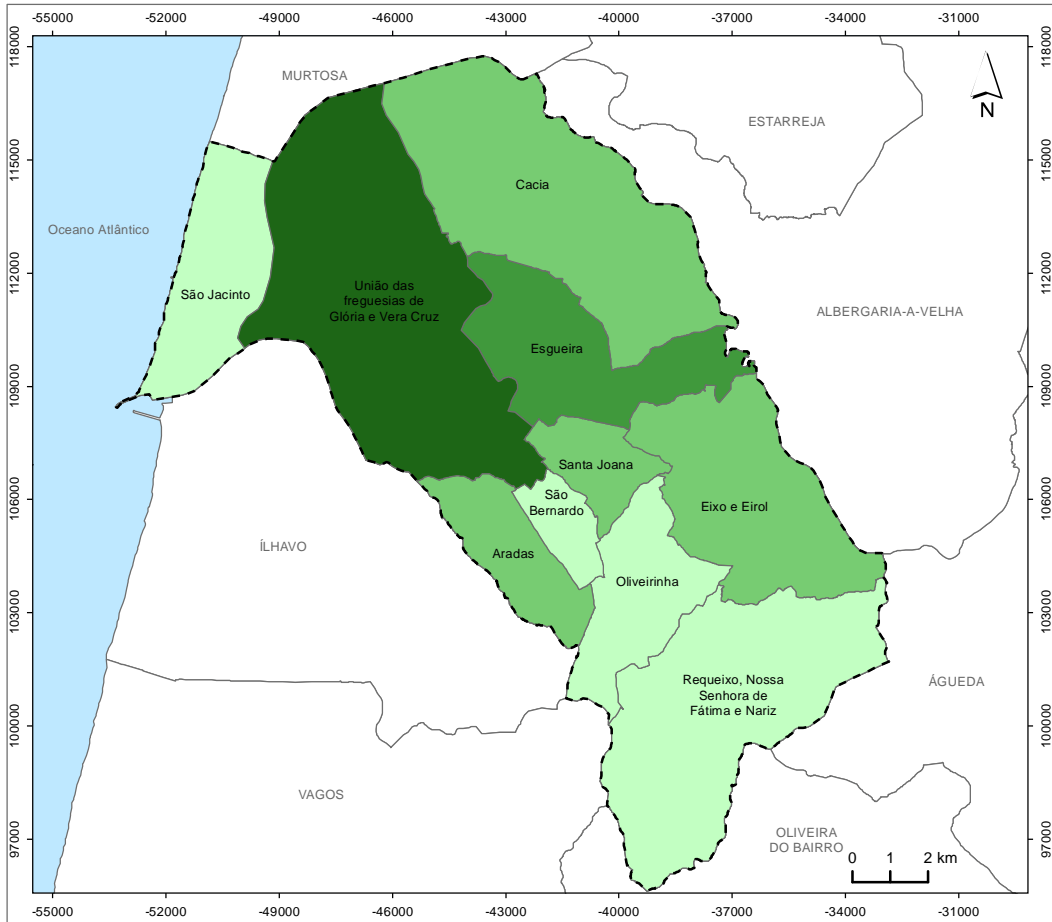 -55000 -52000 -49000 -46000 -43000 -40000 -37000 -34000 -31000
118000
118000
MURTOSA
N
ESTARREJA
115000
115000
Cacia
Oceano Atlântico
112000
112000
São Jacinto
União das
freguesias de
Glória e Vera Cruz
ALBERGARIA-A-VELHA
Esgueira
109000
109000
Santa Joana
São
Bernardo
106000
106000
Eixo e Eirol
ÍLHAVO
Aradas
Oliveirinha
103000
103000
Requeixo, Nossa
Senhora de
Fátima e Nariz
ÁGUEDA
100000
100000
VAGOS
OLIVEIRA
DO BAIRRO
97000
97000
0 1 2 km
-55000 -52000 -49000 -46000 -43000 -40000 -37000 -34000 -31000